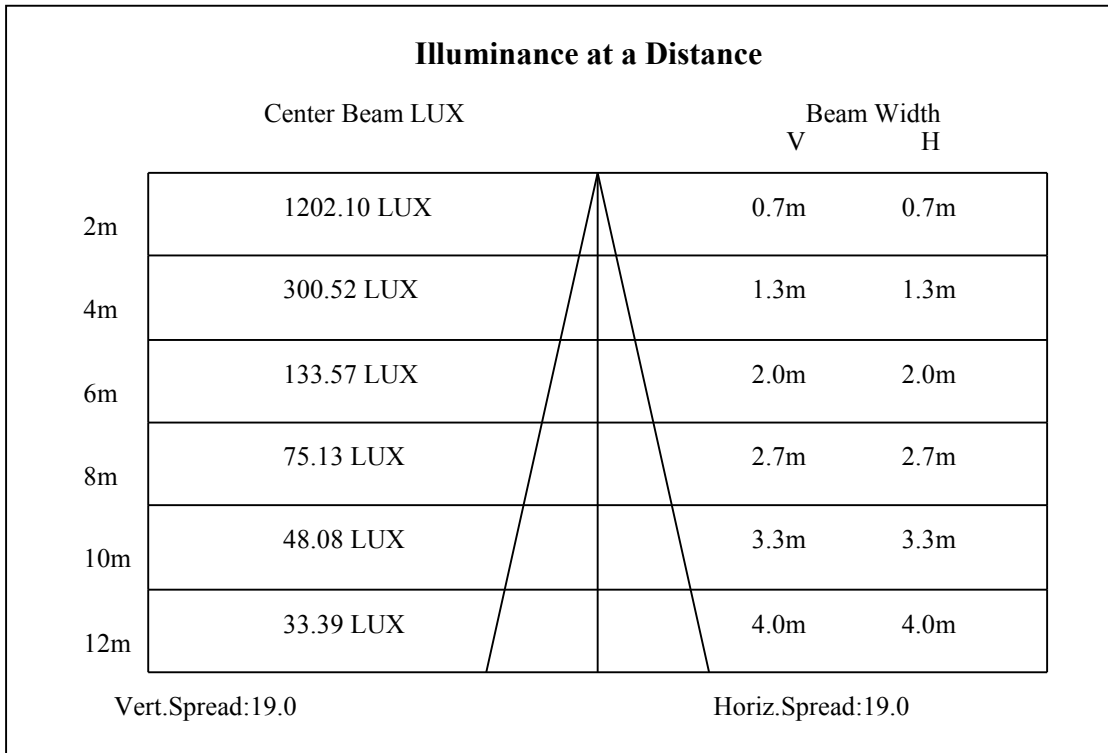 Illuminance at a Distance
Center Beam LUX Beam Width
V H
2m 1202.10 LUX 0.7m 0.7m
4m 300.52 LUX 1.3m 1.3m
6m 133.57 LUX 2.0m 2.0m
8m 75.13 LUX 2.7m 2.7m
10m 48.08 LUX 3.3m 3.3m
12m 33.39 LUX 4.0m 4.0m
Vert.Spread:19.0 Horiz.Spread:19.0